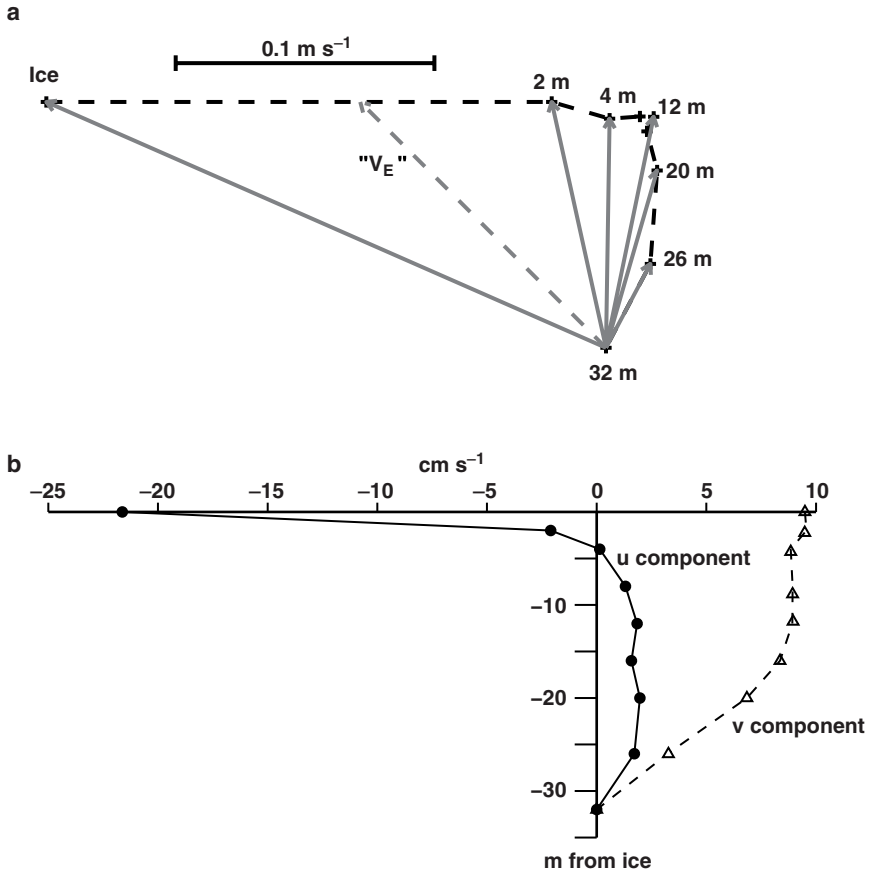 a
0.1 m s⁻¹
Ice
2 m
4 m
12 m
"V_E"
20 m
26 m
32 m
b
cm s⁻¹
−25 −20 −15 −10 −5 0 5 10
u component
−10
−20
v component
−30
m from ice